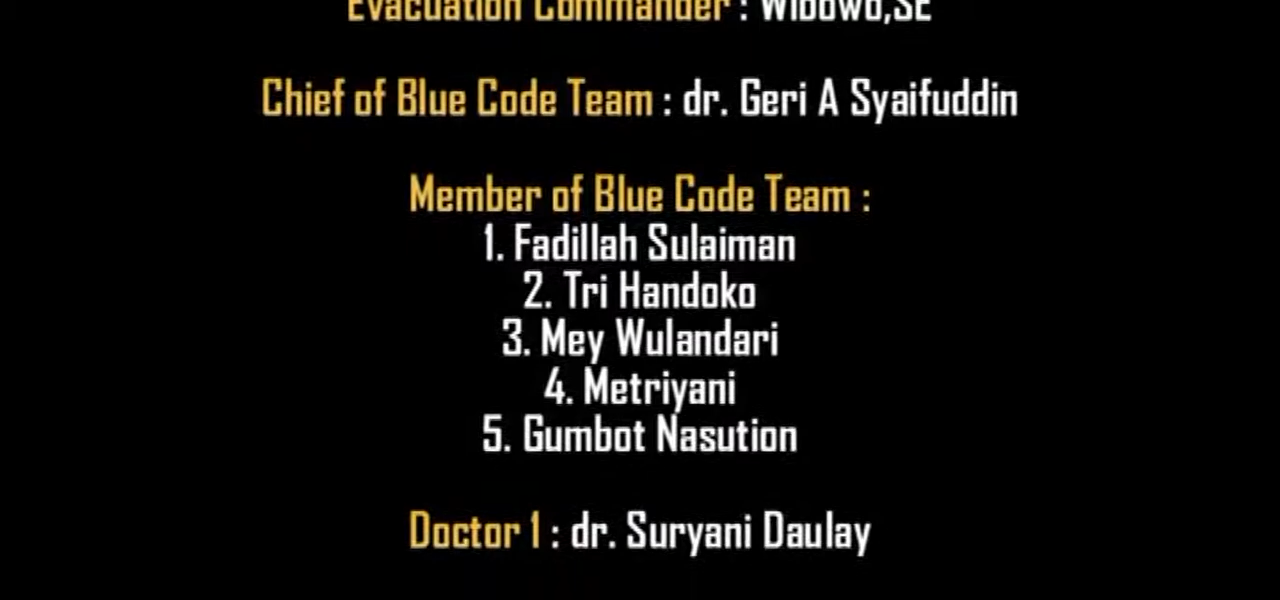 Evacuation Commander : Wibowo,SE
Chief of Blue Code Team : dr. Geri A Syaifuddin
Member of Blue Code Team :
1. Fadillah Sulaiman
2. Tri Handoko
3. Mey Wulandari
4. Metriyani
5. Gumbot Nasution
Doctor 1 : dr. Suryani Daulay